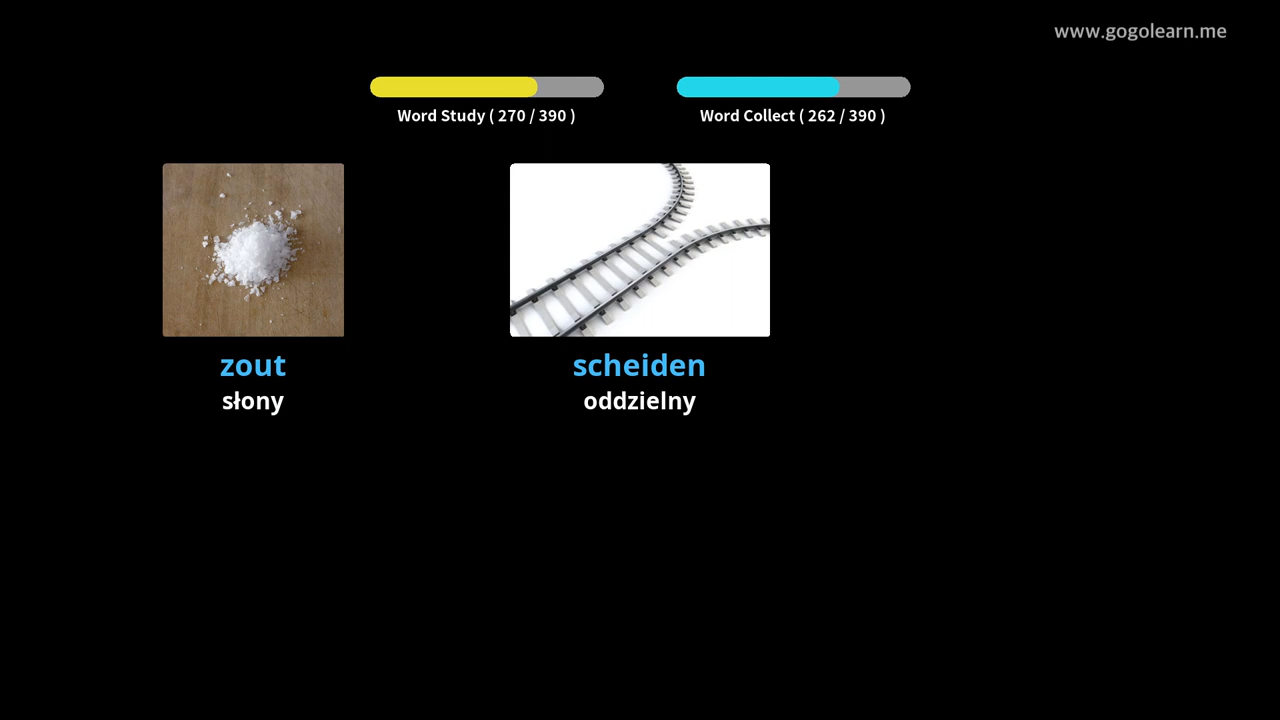 www.gogolearn.me
Word Study ( 270 / 390 )
Word Collect ( 262 / 390 )
zout
słony
scheiden
oddzielny